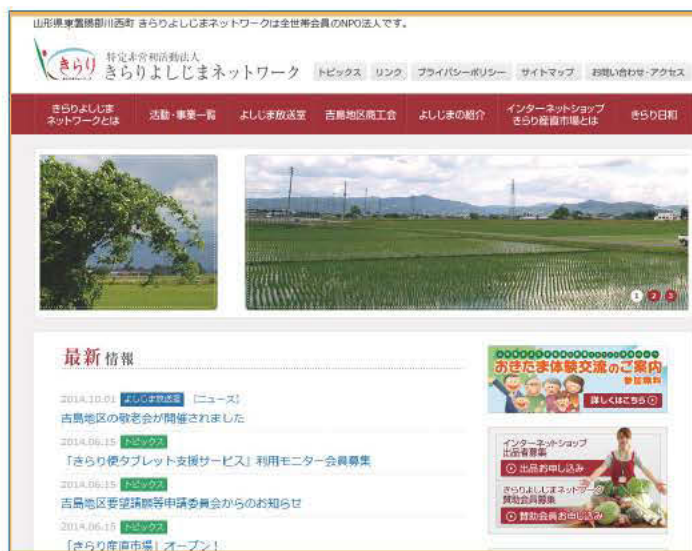 山形県東置賜郡川西町 きらりよしじまネットワークは全世帯会員のNPO法人です。
きらり
特定非営利活動法人
きらりよしじまネットワーク
トピックス リンク プライバシーポリシー サイトマップ お問い合わせ・アクセス
きらりよしじま
ネットワークとは
活動・事業一覧
よしじま放送室
吉島地区商工会
よしじまの紹介
インターネットショップ
きらり産直市場とは
きらり日和
1 2 3
最新情報
2014.10.01 よしじま放送室 [ニュース]
吉島地区の敬老会が開催されました
2014.06.15 トピックス
「きらり便タブレット支援サービス」利用モニター会員募集
2014.06.15 トピックス
吉島地区要望請願等申請委員会からのお知らせ
2014.06.15 トピックス
「きらり産直市場」オープン！
おきたま体験交流のご案内
参加無料
詳しくはこちら
インターネットショップ
出品者募集
出品お申し込み
きらりよしじまネットワーク
賛助会員募集
賛助会員お申し込み